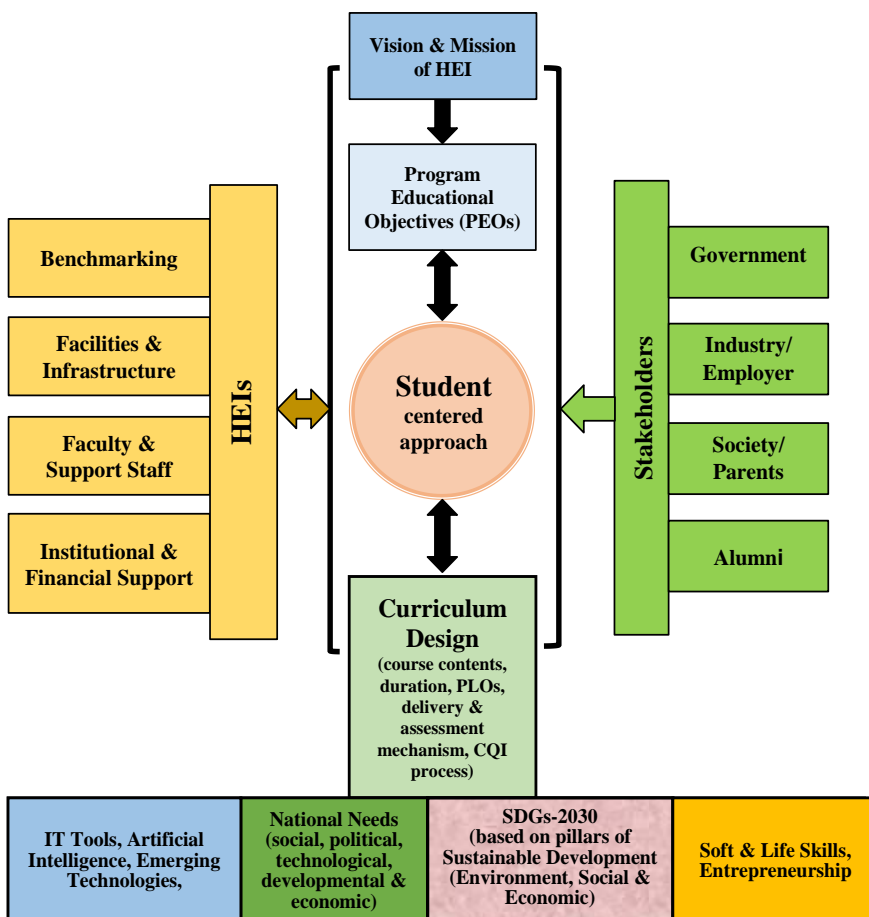 Vision & Mission
of HEI
Program
Educational
Objectives (PEOs)
Benchmarking
Facilities &
Infrastructure
Faculty &
Support Staff
Institutional &
Financial Support
HEIs
Student
centered
approach
Stakeholders
Government
Industry/
Employer
Society/
Parents
Alumni
Curriculum
Design
(course contents,
duration, PLOs,
delivery &
assessment
mechanism, CQI
process)
IT Tools, Artificial
Intelligence, Emerging
Technologies,
National Needs
(social, political,
technological,
developmental &
economic)
SDGs-2030
(based on pillars of
Sustainable Development
(Environment, Social &
Economic)
Soft & Life Skills,
Entrepreneurship